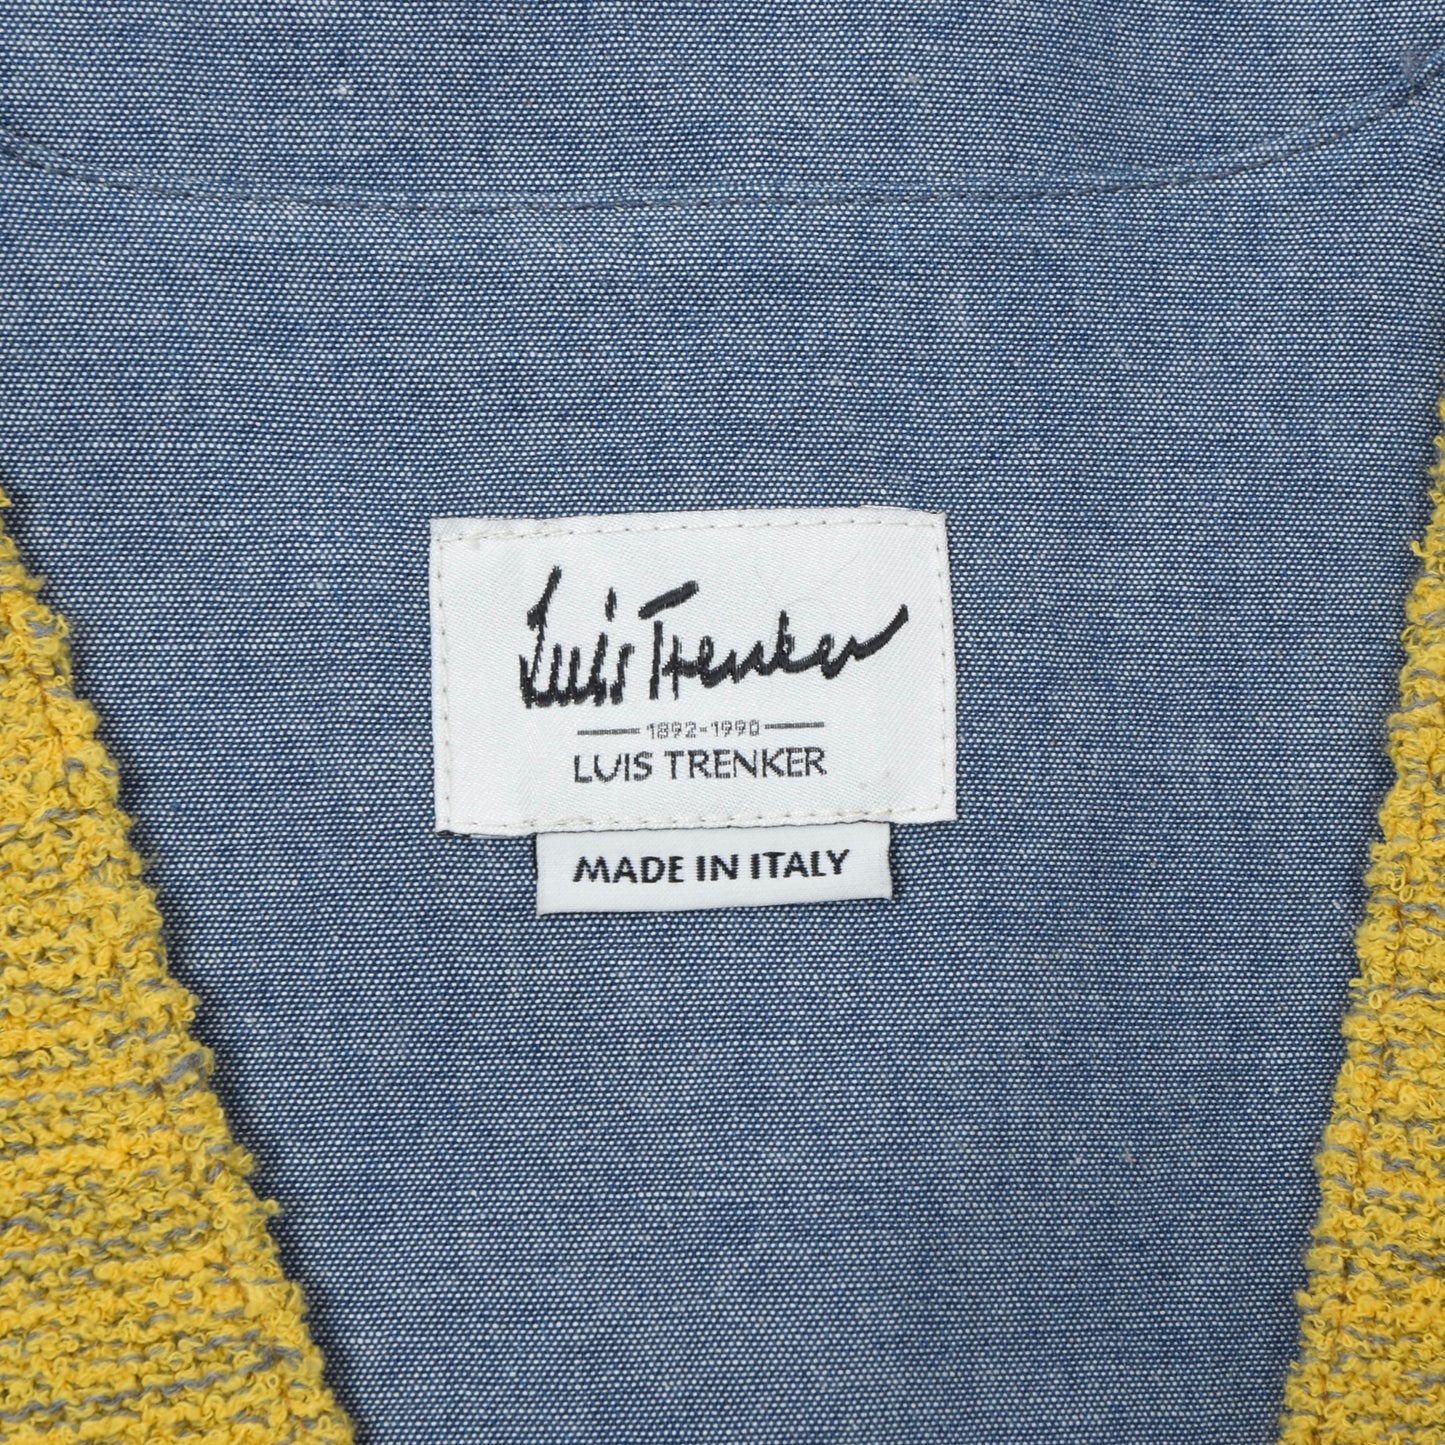 Luis Trenker
1892-1990
LUIS TRENKER
MADE IN ITALY